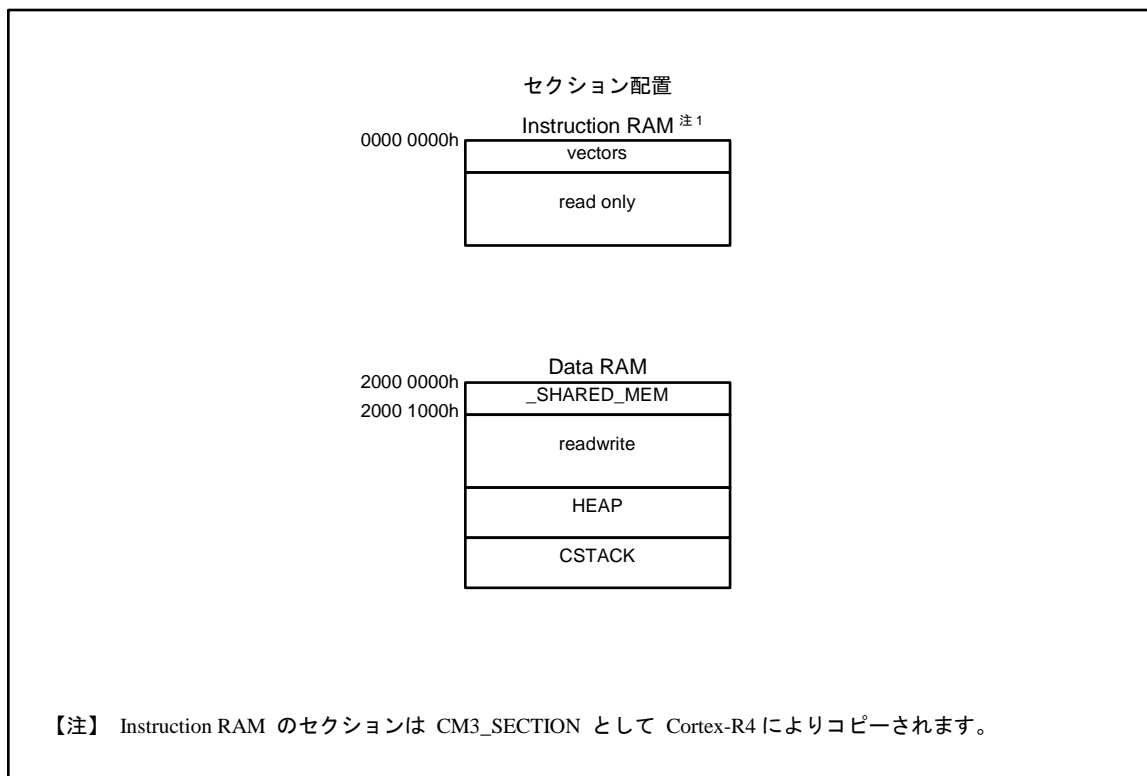 セクション配置
Instruction RAM 注1
0000 0000h
vectors
read only
Data RAM
2000 0000h
_SHARED_MEM
2000 1000h
readwrite
HEAP
CSTACK
【注】 Instruction RAM のセクションは CM3_SECTION として Cortex-R4 によりコピーされます。